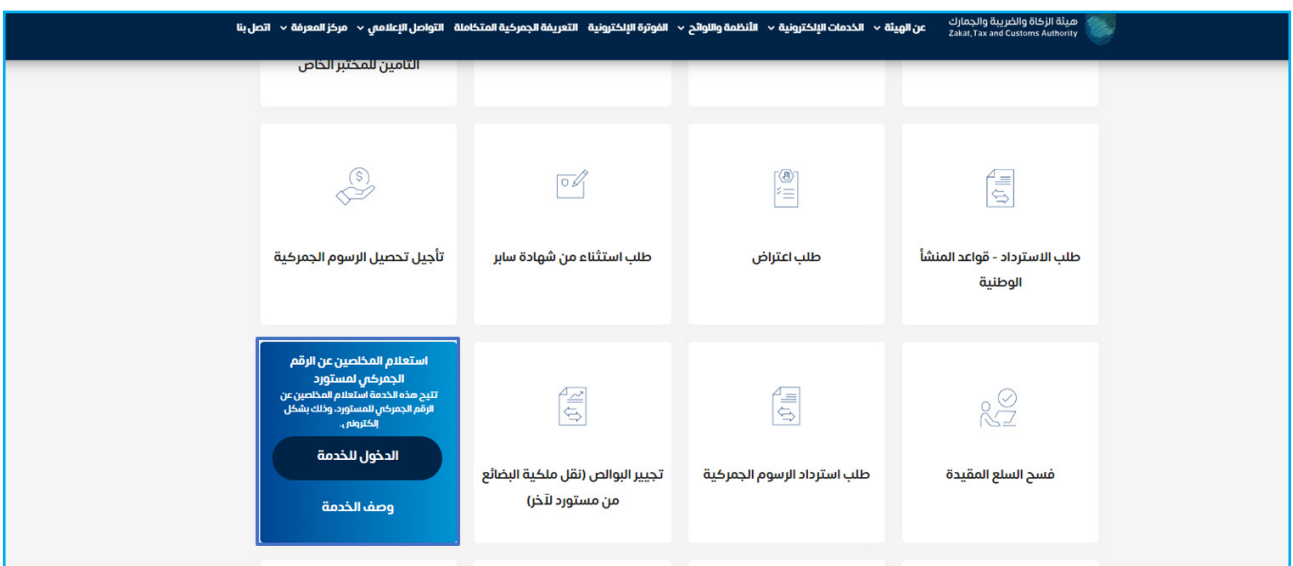 هيئة الزكاة والضريبة والجمارك
Zakat, Tax and Customs Authority
عن الهيئة
الخدمات الإلكترونية
الأنظمة واللوائح
الفوترة الإلكترونية
التعريفة الجمركية المتكاملة
التواصل الإعلامي
مركز المعرفة
اتصل بنا
التأمين للمختبر الخاص
طلب الاسترداد - قواعد المنشأ
الوطنية
طلب اعتراض
طلب استثناء من شهادة سابر
تأجيل تحصيل الرسوم الجمركية
فسح السلع المقيدة
طلب استرداد الرسوم الجمركية
تجيير البوالص (نقل ملكية البضائع
من مستورد لآخر)
استعلام المخلصين عن الرقم
الجمركي لمستورد
تتيح هذه الخدمة استعلام المخلصين عن
الرقم الجمركي للمستورد، وذلك بشكل
إلكتروني.
الدخول للخدمة
وصف الخدمة